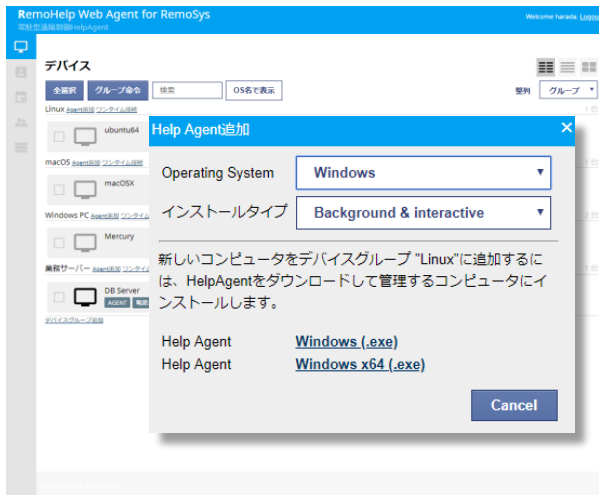 RemoHelp Web Agent for RemoSys
常駐型遠隔制御HelpAgent
Welcome harada. Logout
デバイス
全選択 グループ命令 検索 OS名で表示 整列 グループ
Linux Agent追加 ワンタイム接続 1 台
ubuntu64
Help Agent追加 ×
macOS Agent追加 ワンタイム接続
macOSX
Operating System Windows
インストールタイプ Background & interactive
Windows PC Agent追加 ワンタイム 2 台
Mercury
新しいコンピュータをデバイスグループ "Linux"に追加するに
は、HelpAgentをダウンロードして管理するコンピュータにイ
ンストールします。
業務サーバー Agent追加 ワンタイム
DB Server
AGENT
デバイスグループ追加
Help Agent Windows (.exe)
Help Agent Windows x64 (.exe)
Cancel